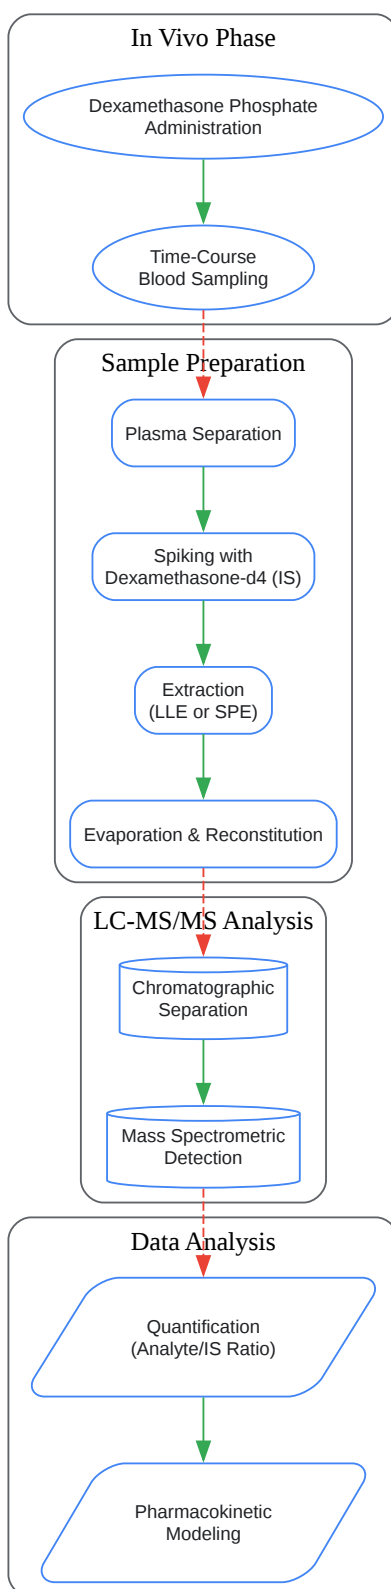 In Vivo Phase
Dexamethasone Phosphate
Administration
Time-Course
Blood Sampling
Sample Preparation
Plasma Separation
Spiking with
Dexamethasone-d4 (IS)
Extraction
(LLE or SPE)
Evaporation & Reconstitution
LC-MS/MS Analysis
Chromatographic
Separation
Mass Spectrometric
Detection
Data Analysis
Quantification
(Analyte/IS Ratio)
Pharmacokinetic
Modeling